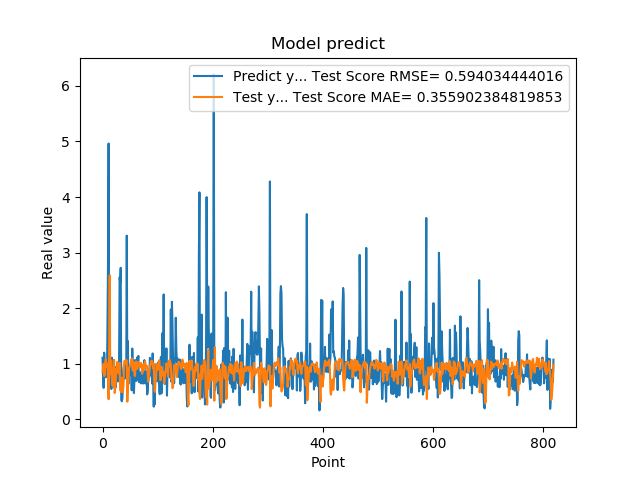 Model predict
Predict y... Test Score RMSE= 0.594034444016
Test y... Test Score MAE= 0.355902384819853
Real value
6
5
4
3
2
1
0
0 200 400 600 800
Point